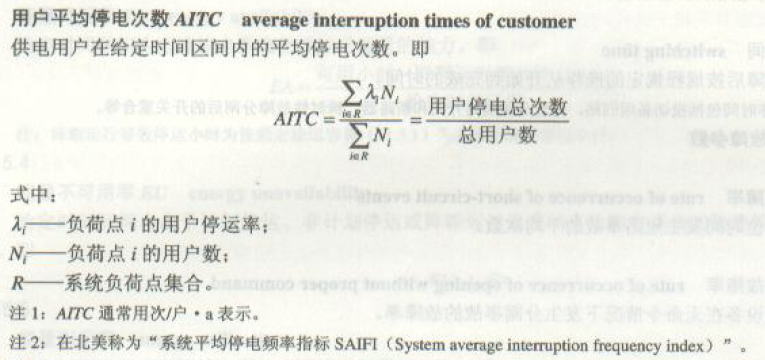 用户平均停电次数 AITC average interruption times of customer
供电用户在给定时间区间内的平均停电次数。即
AITC = \frac{\sum_{i∈R} λ_i N_i}{\sum_{i∈R} N_i} = \frac{用户停电总次数}{总用户数}
式中：
λ_i——负荷点 i 的用户停运率；
N_i——负荷点 i 的用户数；
R——系统负荷点集合。
注 1：AITC 通常用次/户·a 表示。
注 2：在北美称为“系统平均停电频率指标 SAIFI（System average interruption frequency index）”。